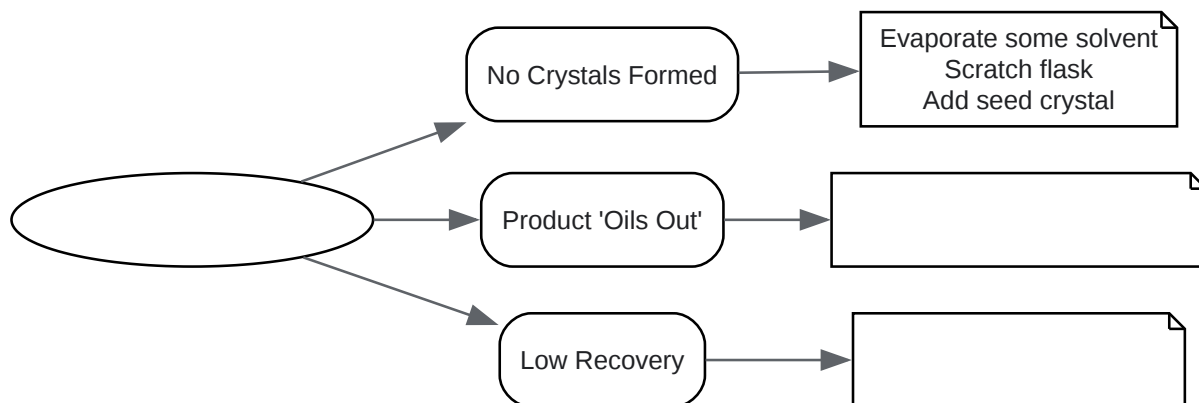 No Crystals Formed
Evaporate some solvent
Scratch flask
Add seed crystal
Product 'Oils Out'
Low Recovery